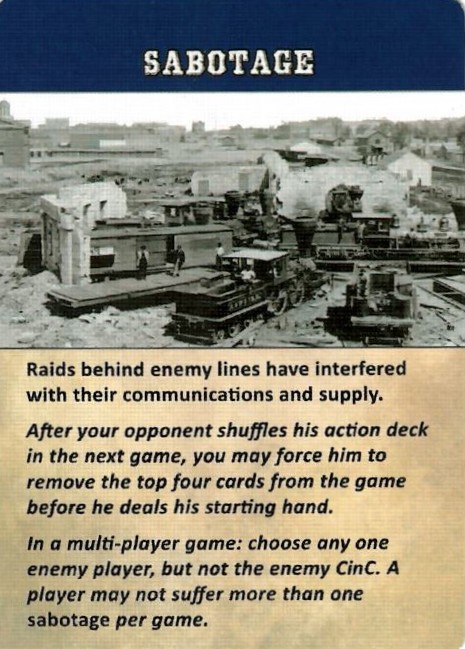 SABOTAGE
Raids behind enemy lines have interfered
with their communications and supply.
After your opponent shuffles his action deck
in the next game, you may force him to
remove the top four cards from the game
before he deals his starting hand.
In a multi-player game: choose any one
enemy player, but not the enemy CinC. A
player may not suffer more than one
sabotage per game.